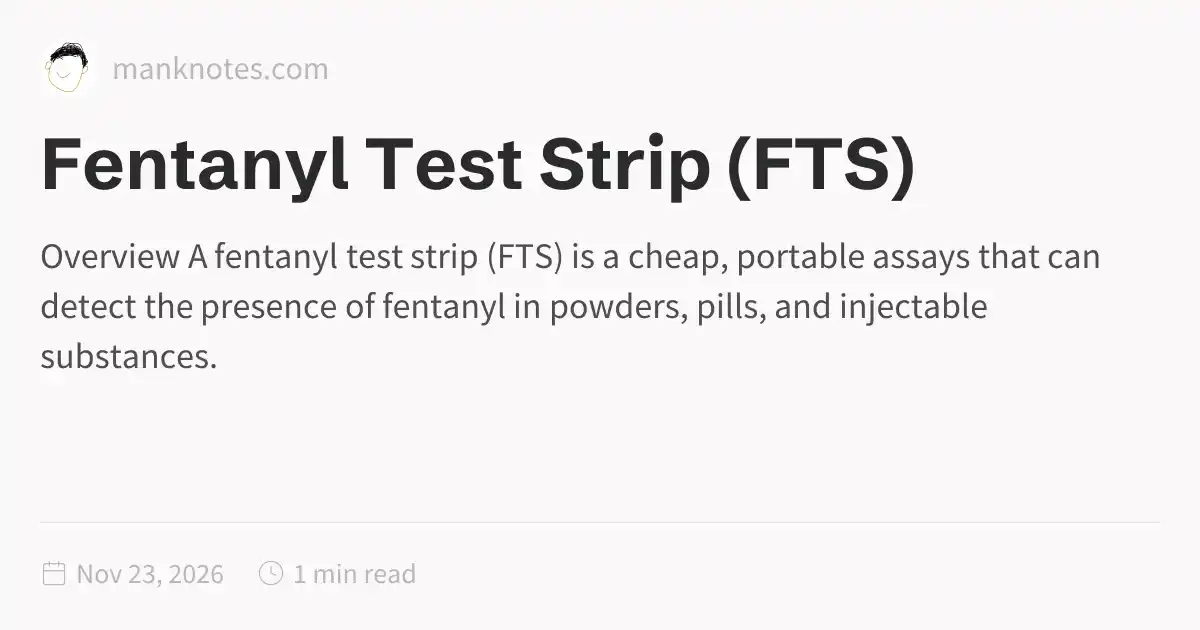 manknotes.com
Fentanyl Test Strip (FTS)
Overview A fentanyl test strip (FTS) is a cheap, portable assays that can
detect the presence of fentanyl in powders, pills, and injectable
substances.
Nov 23, 2026 1 min read